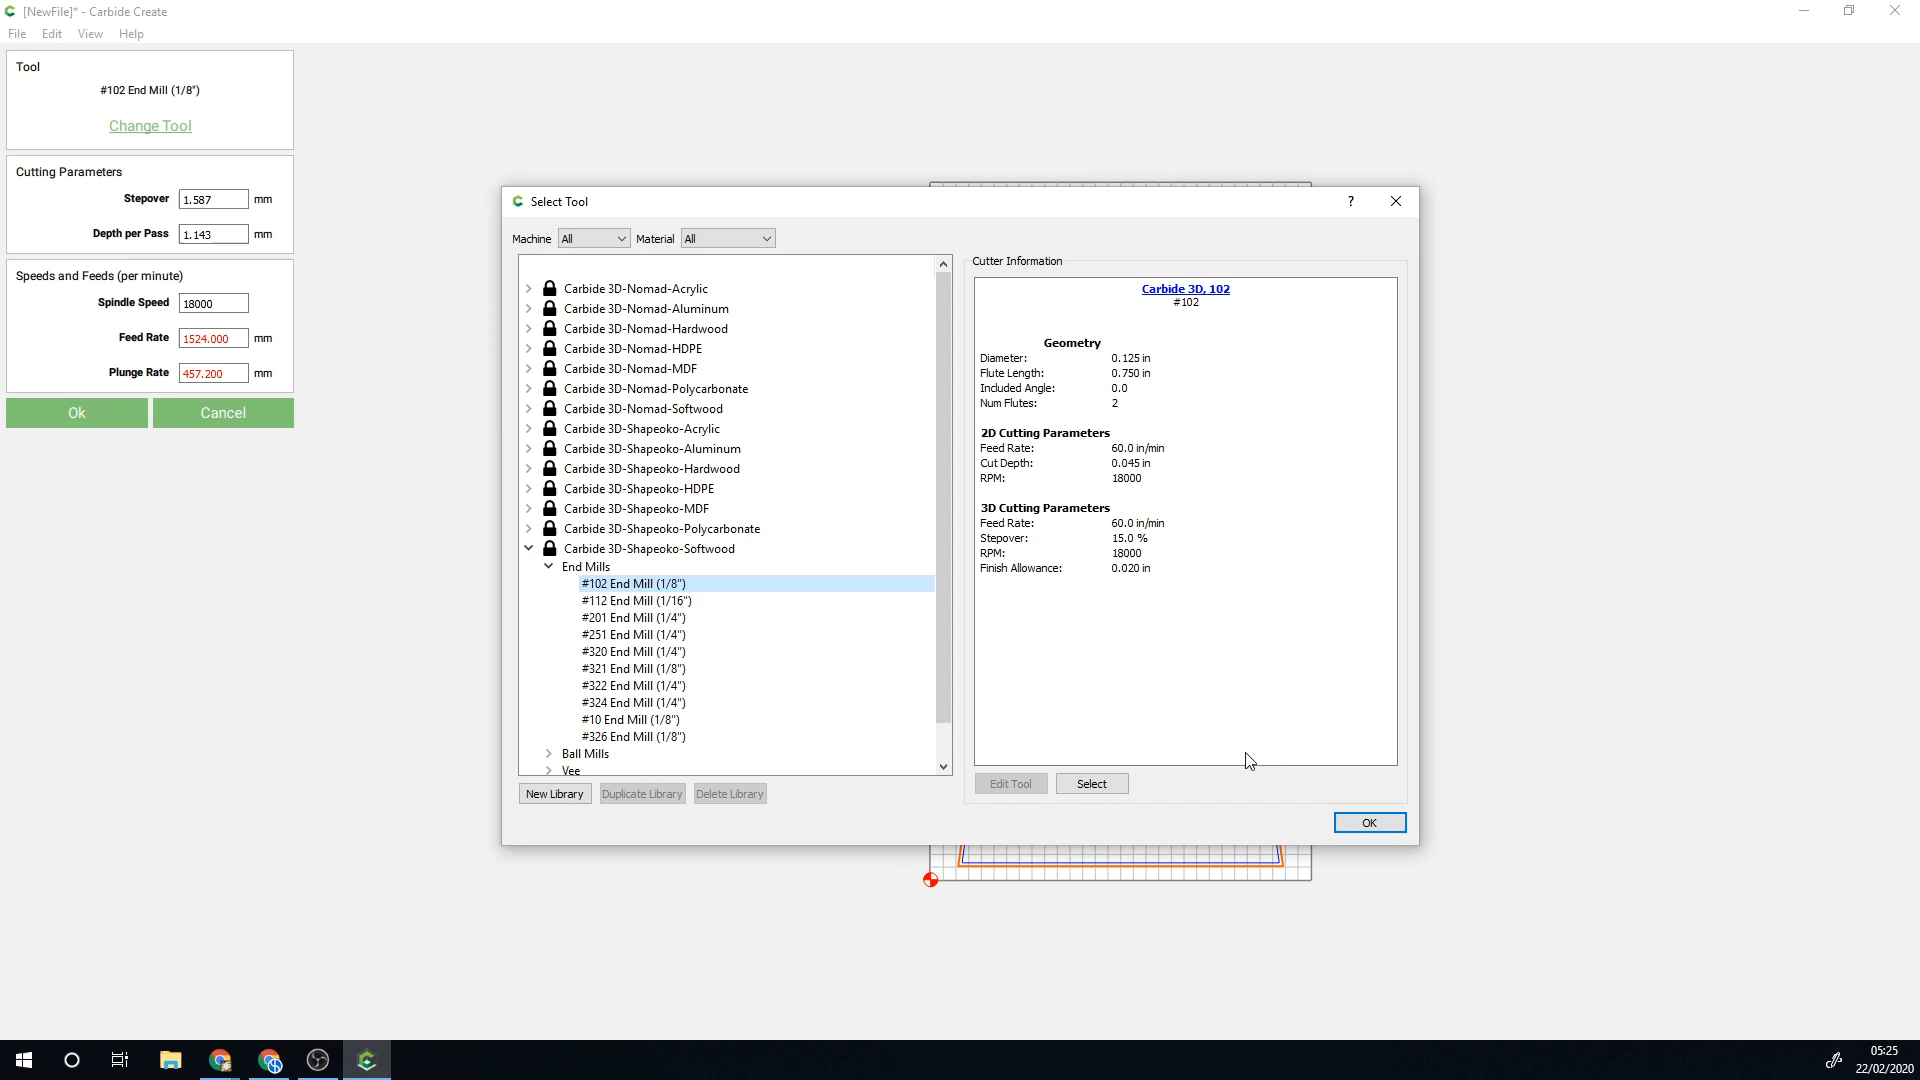 [NewFile]* - Carbide Create
File Edit View Help
Tool
#102 End Mill (1/8")
Change Tool
Cutting Parameters
Stepover 1.587 mm
Depth per Pass 1.143 mm
Speeds and Feeds (per minute)
Spindle Speed 18000
Feed Rate 1524.000 mm
Plunge Rate 457.200 mm
Ok Cancel
Select Tool ?
Machine All Material All
Carbide 3D-Nomad-Acrylic
Carbide 3D-Nomad-Aluminum
Carbide 3D-Nomad-Hardwood
Carbide 3D-Nomad-HDPE
Carbide 3D-Nomad-MDF
Carbide 3D-Nomad-Polycarbonate
Carbide 3D-Nomad-Softwood
Carbide 3D-Shapeoko-Acrylic
Carbide 3D-Shapeoko-Aluminum
Carbide 3D-Shapeoko-Hardwood
Carbide 3D-Shapeoko-HDPE
Carbide 3D-Shapeoko-MDF
Carbide 3D-Shapeoko-Polycarbonate
Carbide 3D-Shapeoko-Softwood
End Mills
#102 End Mill (1/8")
#112 End Mill (1/16")
#201 End Mill (1/4")
#251 End Mill (1/4")
#320 End Mill (1/4")
#321 End Mill (1/8")
#322 End Mill (1/4")
#324 End Mill (1/4")
#10 End Mill (1/8")
#326 End Mill (1/8")
Ball Mills
Vee
New Library Duplicate Library Delete Library
Cutter Information
Carbide 3D, 102
#102
Geometry
Diameter: 0.125 in
Flute Length: 0.750 in
Included Angle: 0.0
Num Flutes: 2
2D Cutting Parameters
Feed Rate: 60.0 in/min
Cut Depth: 0.045 in
RPM: 18000
3D Cutting Parameters
Feed Rate: 60.0 in/min
Stepover: 15.0 %
RPM: 18000
Finish Allowance: 0.020 in
Edit Tool Select
OK
05:25
22/02/2020